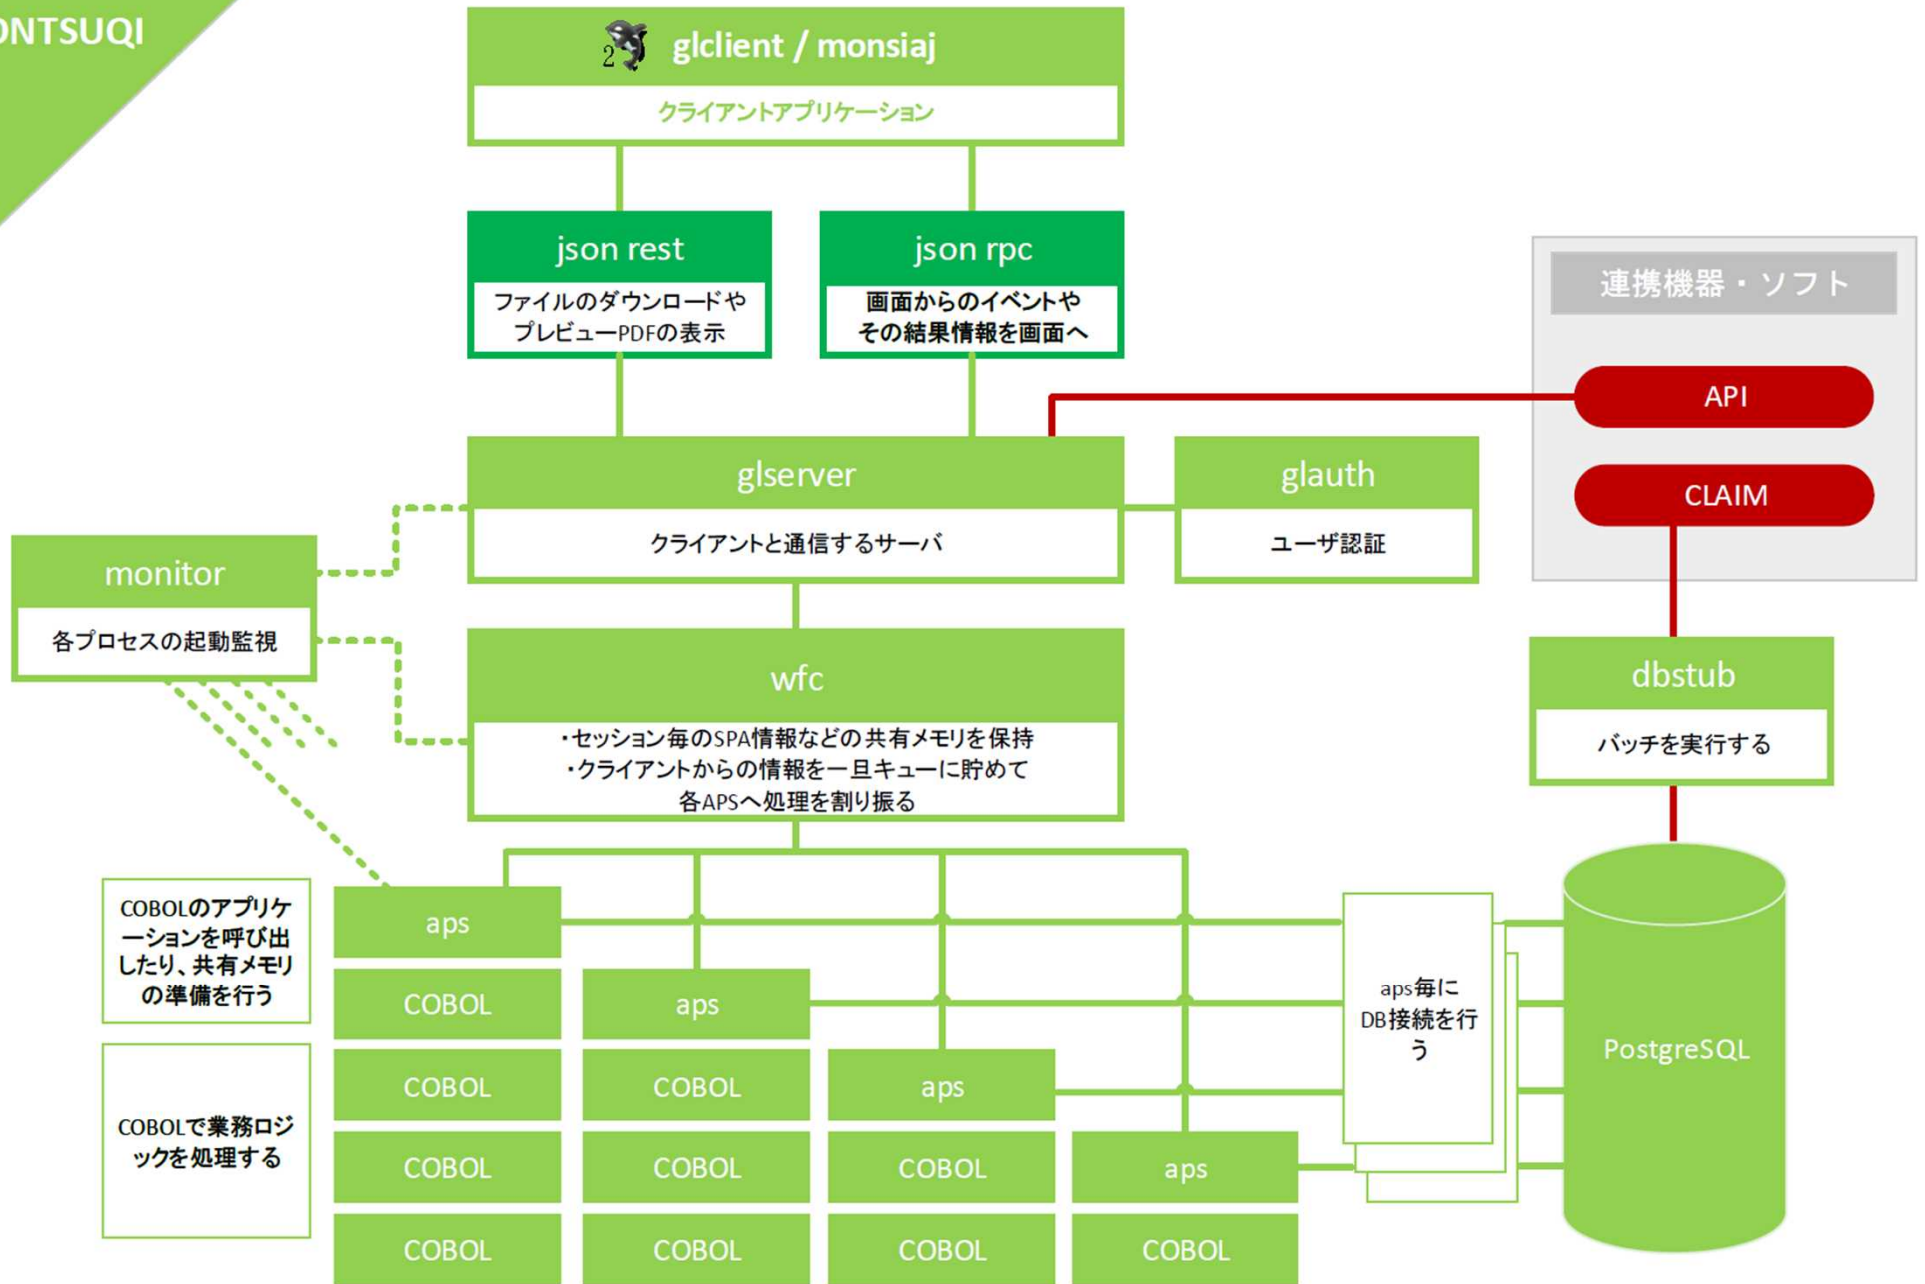 ONTSUQI
2
glclient / monsiaj
クライアントアプリケーション
json rest
ファイルのダウンロードや
プレビューPDFの表示
json rpc
画面からのイベントや
その結果情報を画面へ
連携機器・ソフト
API
CLAIM
glserver
クライアントと通信するサーバ
glauth
ユーザ認証
monitor
各プロセスの起動監視
wfc
・セッション毎のSPA情報などの共有メモリを保持
・クライアントからの情報を一旦キューに貯めて
各APSへ処理を割り振る
dbstub
バッチを実行する
COBOLのアプリケ
ーションを呼び出
したり、共有メモリ
の準備を行う
COBOLで業務ロジ
ックを処理する
aps
COBOL
COBOL
COBOL
COBOL
aps
COBOL
COBOL
COBOL
aps
COBOL
COBOL
aps
COBOL
aps毎に
DB接続を行
う
PostgreSQL